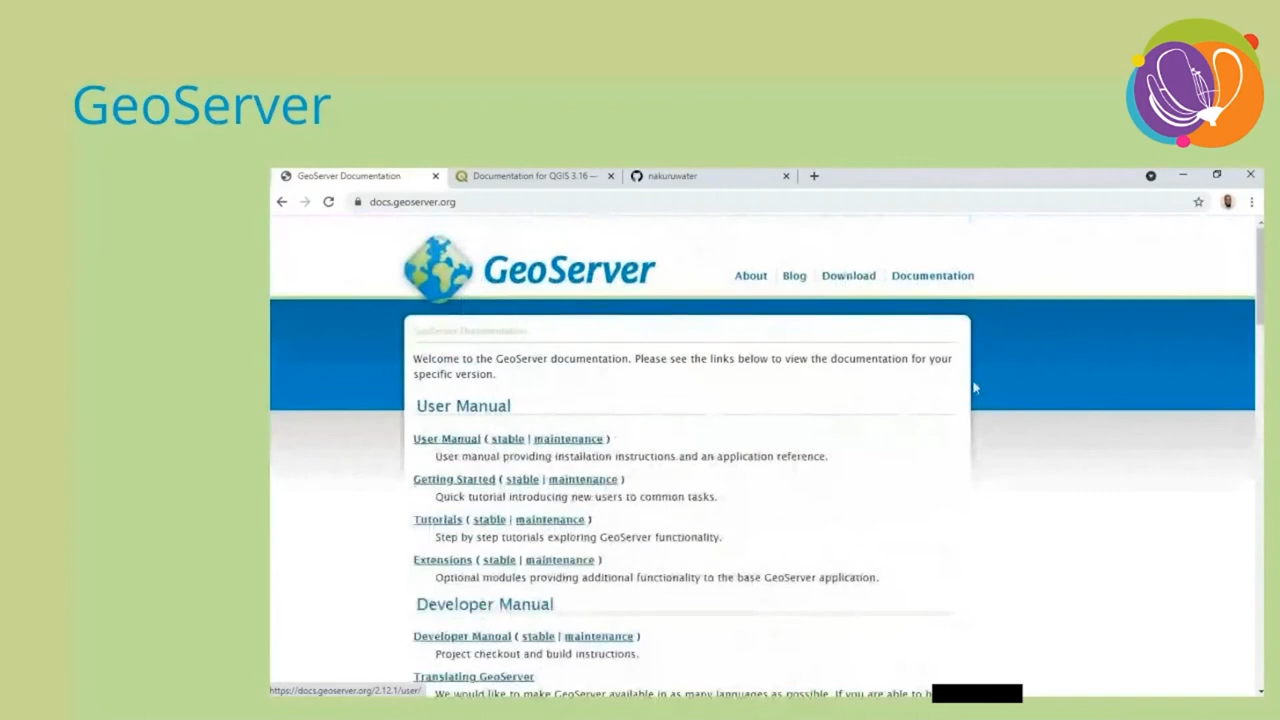 GeoServer
GeoServer Documentation
Documentation for QGIS 3.16 —
nakuruwater
docs.geoserver.org
GeoServer
About Blog Download Documentation
GeoServer Documentation
Welcome to the GeoServer documentation. Please see the links below to view the documentation for your
specific version.
User Manual
User Manual ( stable | maintenance )
User manual providing installation instructions and an application reference.
Getting Started ( stable | maintenance )
Quick tutorial introducing new users to common tasks.
Tutorials ( stable | maintenance )
Step by step tutorials exploring GeoServer functionality.
Extensions ( stable | maintenance )
Optional modules providing additional functionality to the base GeoServer application.
Developer Manual
Developer Manual ( stable | maintenance )
Project checkout and build instructions.
Translating GeoServer
We would like to make GeoServer available in as many languages as possible. If you are able to
https://docs.geoserver.org/2.12.1/user/